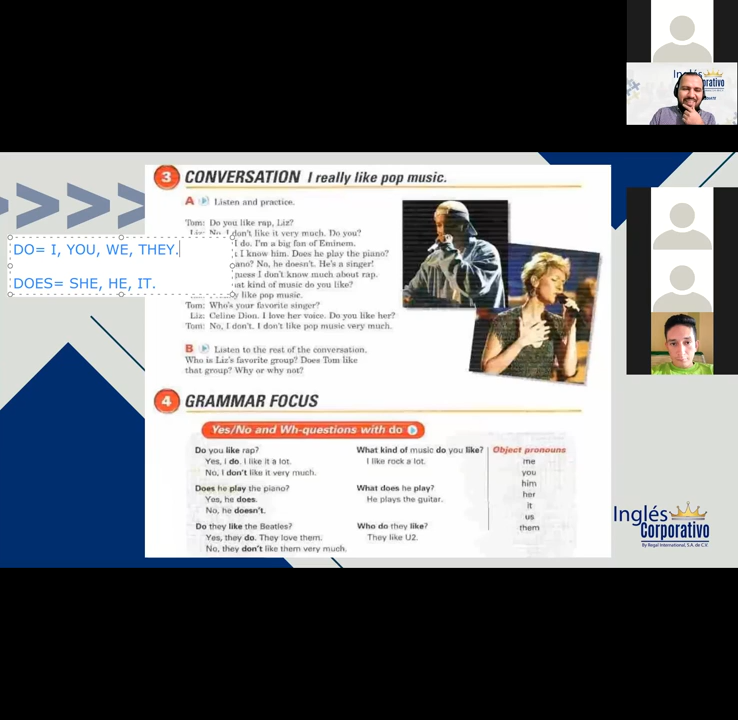 Inglés
3 CONVERSATION I really like pop music.
A Listen and practice.
Tom: Do you like rap, Liz?
Liz: No, I don't like it very much. Do you?
I do. I'm a big fan of Eminem.
I know him. Does he play the piano?
ano? No, he doesn't. He's a singer!
guess I don't know much about rap.
at kind of music do you like?
y like pop music.
Tom: Who's your favorite singer?
Liz: Celine Dion. I love her voice. Do you like her?
Tom: No, I don't. I don't like pop music very much.
DO= I, YOU, WE, THEY.
DOES= SHE, HE, IT.
B Listen to the rest of the conversation.
Who is Liz's favorite group? Does Tom like
that group? Why or why not?
4 GRAMMAR FOCUS
Yes/No and Wh-questions with do
Do you like rap?
Yes, I do. I like it a lot.
No, I don't like it very much.
Does he play the piano?
Yes, he does.
No, he doesn't.
Do they like the Beatles?
Yes, they do. They love them.
No, they don't like them very much.
What kind of music do you like?
I like rock a lot.
What does he play?
He plays the guitar.
Who do they like?
They like U2.
Object pronouns
me
you
him
her
it
us
them
Inglés
Corporativo
By Regal International, S.A. de C.V.